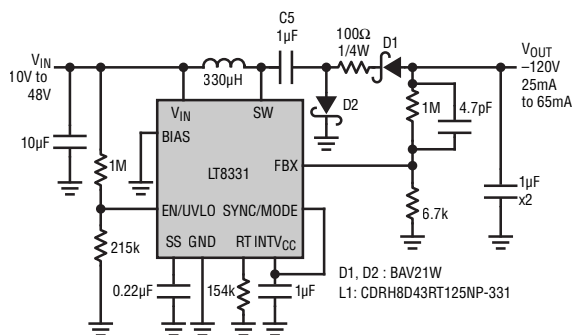 C5
1µF
100Ω
1/4W
D1
VIN
10V to
48V
330µH
VOUT
–120V
25mA
to 65mA
D2
1M
4.7pF
VIN
SW
BIAS
10µF
1M
LT8331
FBX
1µF
x2
EN/UVLO
SYNC/MODE
6.7k
215k
SS
GND
RT
INTVCC
0.22µF
154k
1µF
D1, D2 : BAV21W
L1: CDRH8D43RT125NP-331